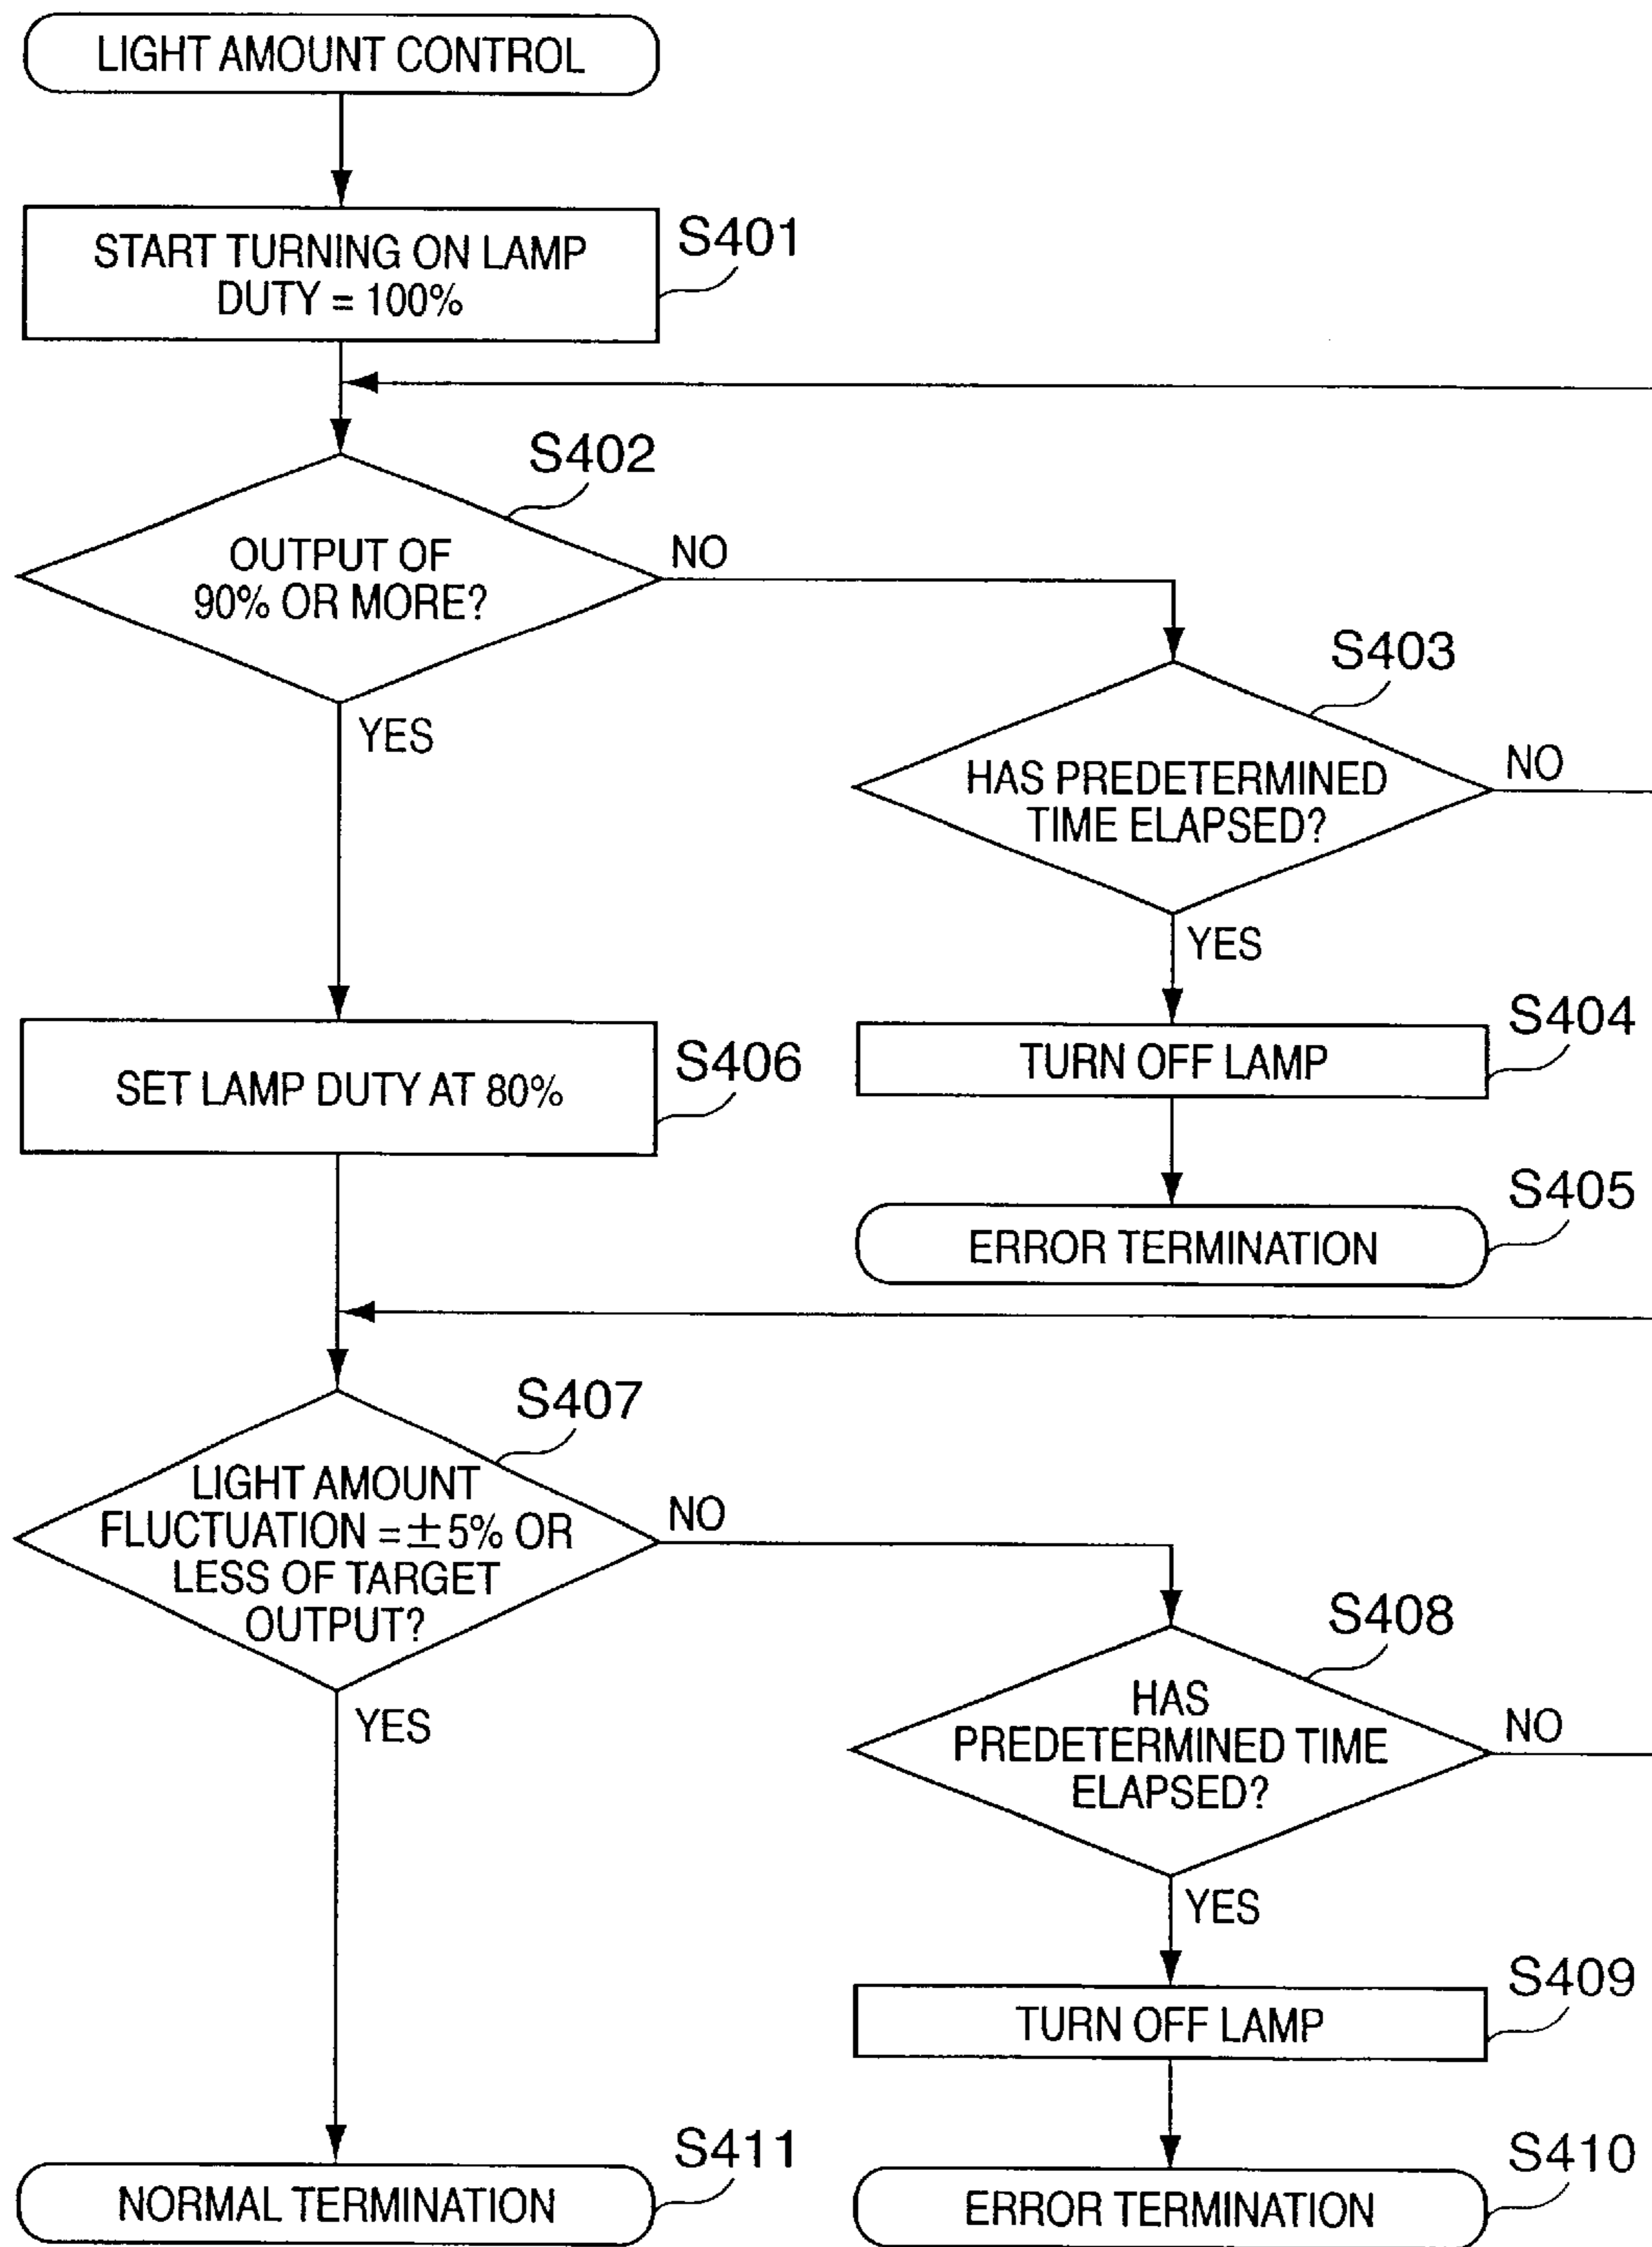 LIGHT AMOUNT CONTROL
START TURNING ON LAMP
DUTY = 100%
S401
S402
OUTPUT OF
90% OR MORE?
NO
YES
S403
HAS PREDETERMINED
TIME ELAPSED?
NO
YES
S404
TURN OFF LAMP
S405
ERROR TERMINATION
SET LAMP DUTY AT 80%
S406
S407
LIGHT AMOUNT
FLUCTUATION =±5% OR
LESS OF TARGET
OUTPUT?
NO
YES
S408
HAS
PREDETERMINED TIME
ELAPSED?
NO
YES
S409
TURN OFF LAMP
S410
ERROR TERMINATION
S411
NORMAL TERMINATION